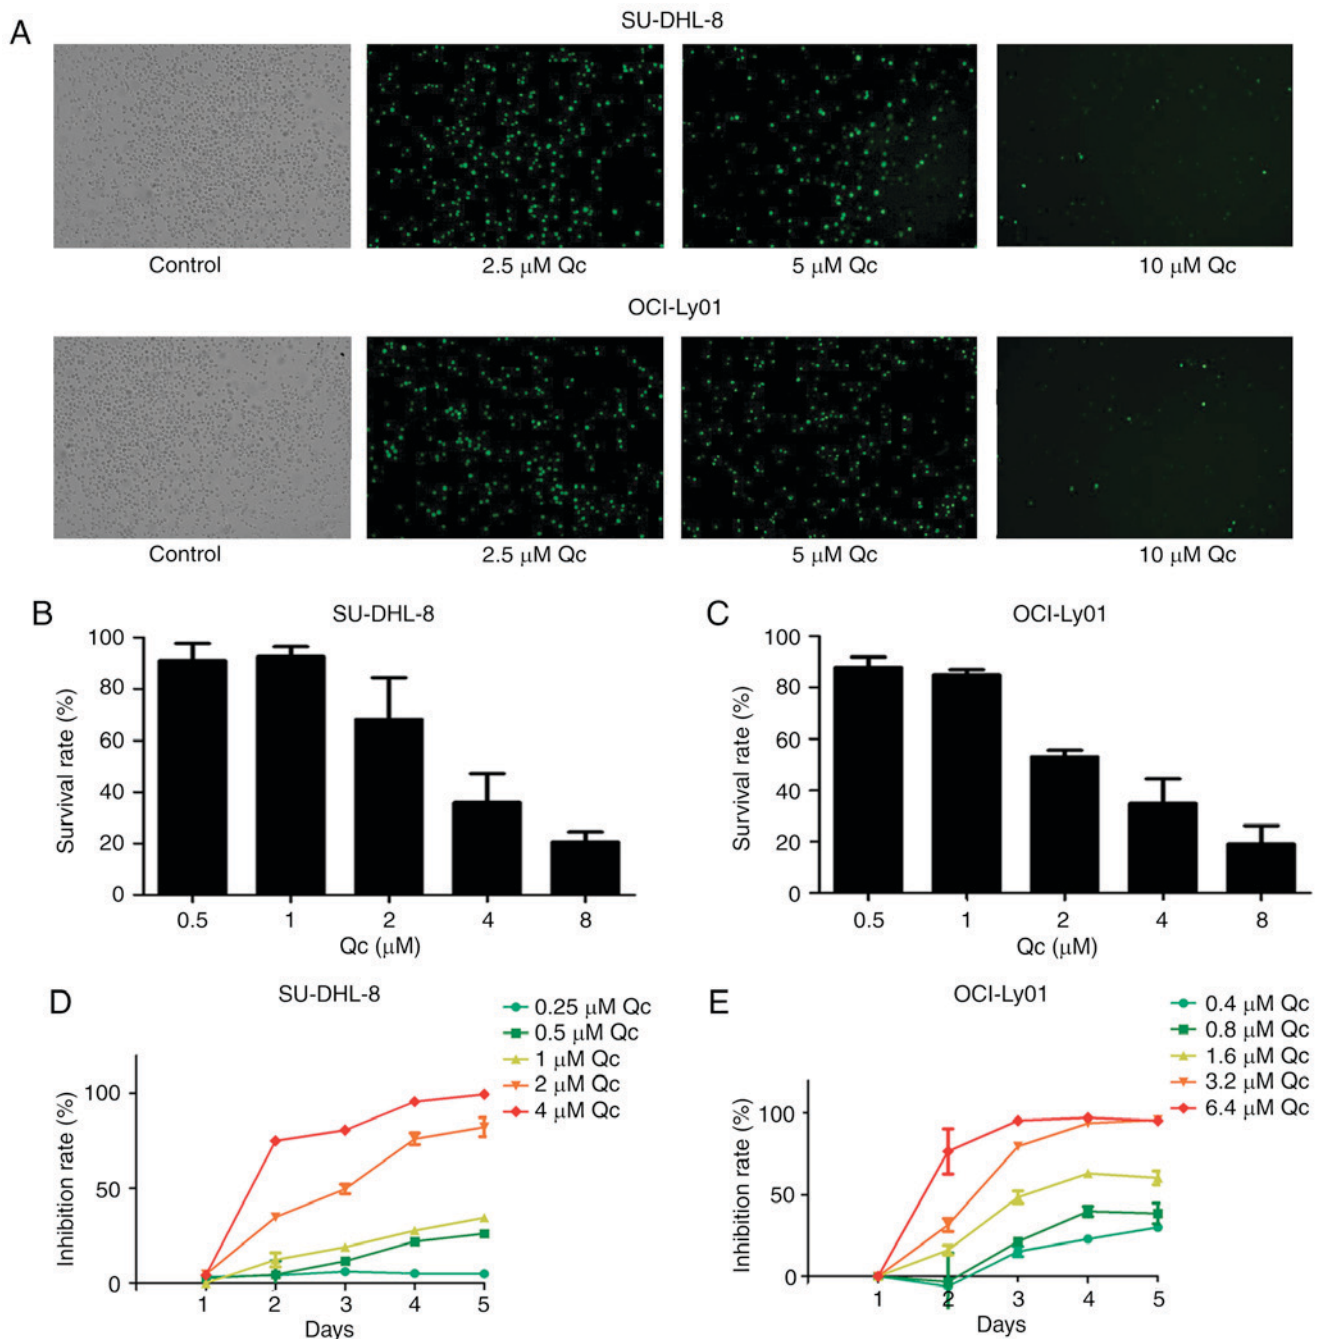 A
SU-DHL-8
Control
2.5 μM Qc
5 μM Qc
10 μM Qc
OCI-Ly01
Control
2.5 μM Qc
5 μM Qc
10 μM Qc
B
SU-DHL-8
Survival rate (%)
100
80
60
40
20
0
0.5 1 2 4 8
Qc (μM)
C
OCI-Ly01
Survival rate (%)
100
80
60
40
20
0
0.5 1 2 4 8
Qc (μM)
D
SU-DHL-8
0.25 μM Qc
0.5 μM Qc
1 μM Qc
2 μM Qc
4 μM Qc
Inhibition rate (%)
100
50
0
1 2 3 4 5
Days
E
OCI-Ly01
0.4 μM Qc
0.8 μM Qc
1.6 μM Qc
3.2 μM Qc
6.4 μM Qc
Inhibition rate (%)
100
50
0
1 2 3 4 5
Days